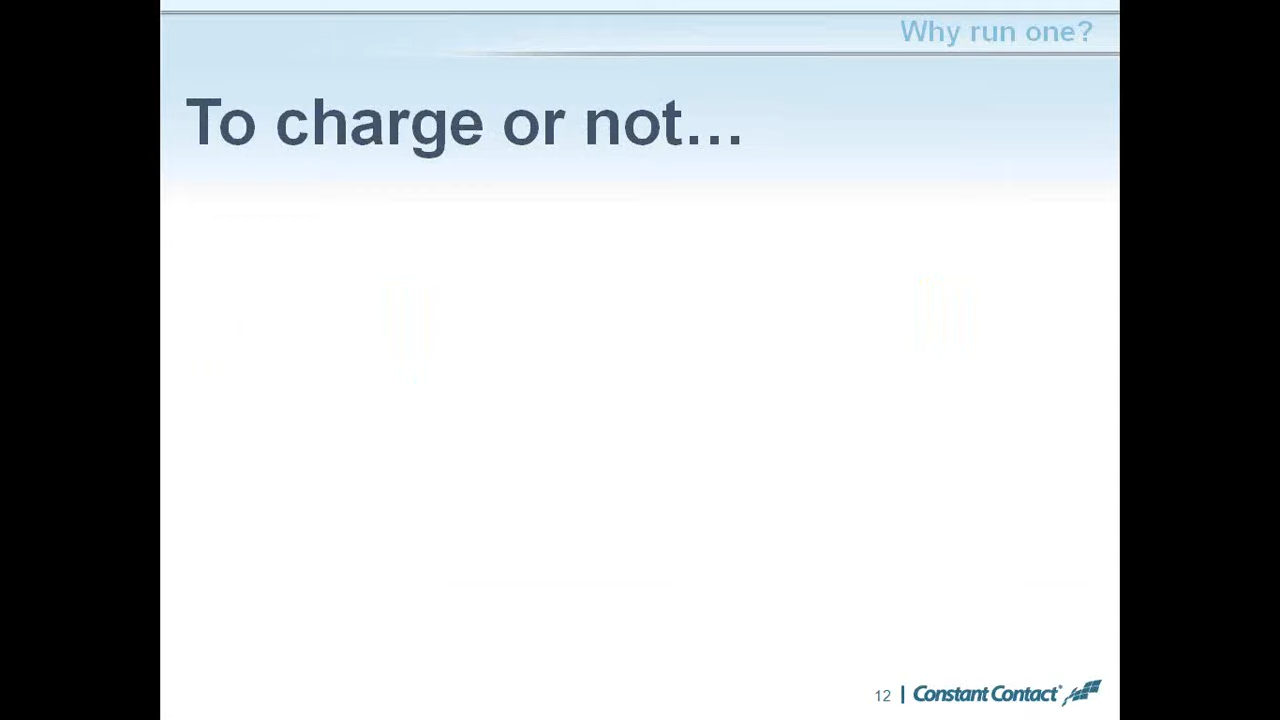 Why run one?
To charge or not…
12 | Constant Contact®